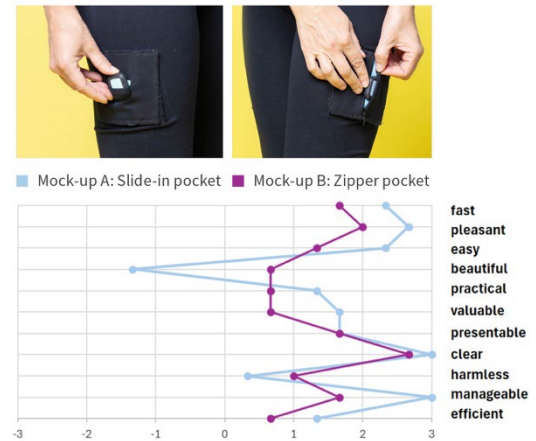 Mock-up A: Slide-in pocket Mock-up B: Zipper pocket
fast
pleasant
easy
beautiful
practical
valuable
presentable
clear
harmless
manageable
efficient
-3 -2 -1 0 1 2 3